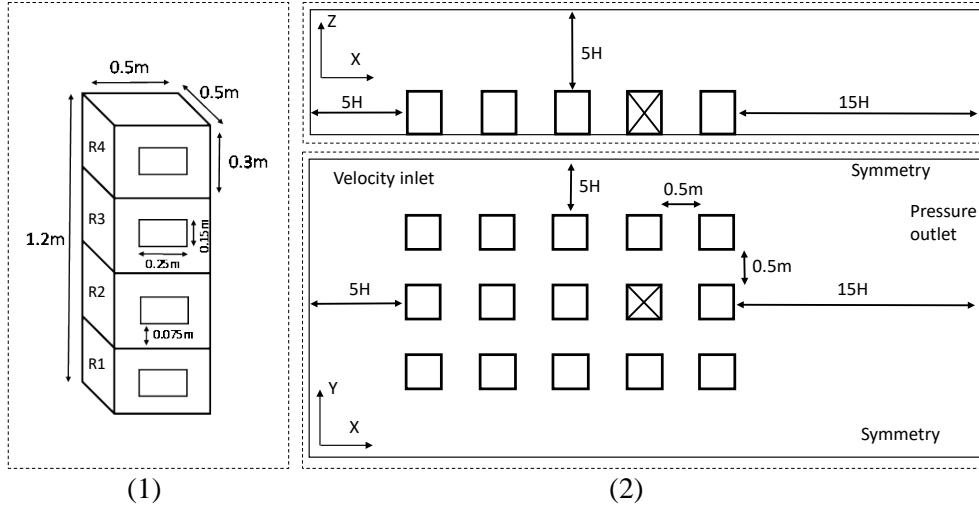 0.5m
0.5m
R4
0.3m
R3
0.15m
1.2m
0.25m
R2
0.075m
R1
(1)
Z
X
5H
5H
15H
Velocity inlet
5H
Symmetry
0.5m
Pressure
outlet
0.5m
5H
15H
Y
X
Symmetry
(2)